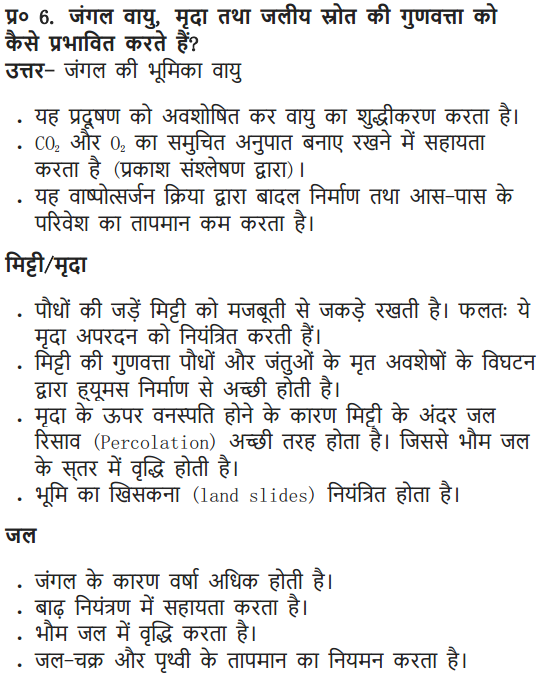 प्र० 6. जंगल वायु, मृदा तथा जलीय स्रोत की गुणवत्ता को
कैसे प्रभावित करते हैं?
उत्तर– जंगल की भूमिका वायु
• यह प्रदूषण को अवशोषित कर वायु का शुद्धीकरण करता है।
• CO₂ और O₂ का समुचित अनुपात बनाए रखने में सहायता
करता है (प्रकाश संश्लेषण द्वारा)।
• यह वाष्पोत्सर्जन क्रिया द्वारा बादल निर्माण तथा आस-पास के
परिवेश का तापमान कम करता है।
मिट्टी/मृदा
• पौधों की जड़ें मिट्टी को मजबूती से जकड़े रखती है। फलतः ये
मृदा अपरदन को नियंत्रित करती हैं।
• मिट्टी की गुणवत्ता पौधों और जंतुओं के मृत अवशेषों के विघटन
द्वारा ह्यूमस निर्माण से अच्छी होती है।
• मृदा के ऊपर वनस्पति होने के कारण मिट्टी के अंदर जल
रिसाव (Percolation) अच्छी तरह होता है। जिससे भौम जल
के स्तर में वृद्धि होती है।
• भूमि का खिसकना (land slides) नियंत्रित होता है।
जल
• जंगल के कारण वर्षा अधिक होती है।
• बाढ़ नियंत्रण में सहायता करता है।
• भौम जल में वृद्धि करता है।
• जल-चक्र और पृथ्वी के तापमान का नियमन करता है।